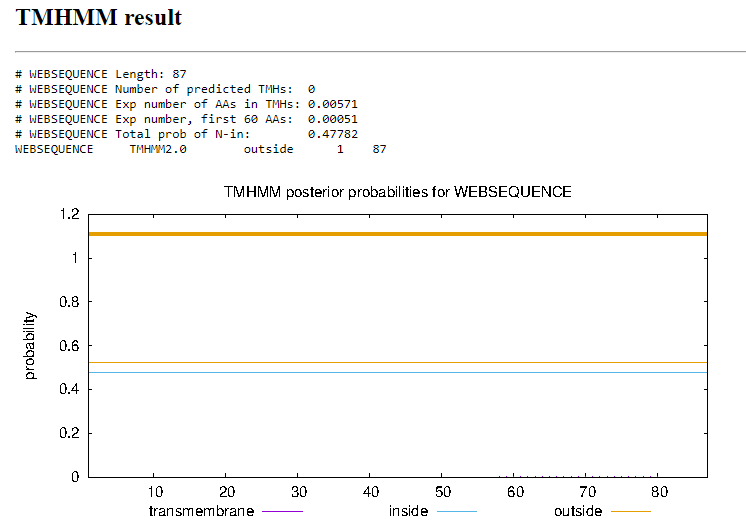 TMHMM result
# WEBSEQUENCE Length: 87
# WEBSEQUENCE Number of predicted TMHs:  0
# WEBSEQUENCE Exp number of AAs in TMHs: 0.00571
# WEBSEQUENCE Exp number, first 60 AAs:  0.00051
# WEBSEQUENCE Total prob of N-in:        0.47782
WEBSEQUENCE     TMHMM2.0        outside      1    87
TMHMM posterior probabilities for WEBSEQUENCE
1.2
1
0.8
0.6
0.4
0.2
0
probability
10 20 30 40 50 60 70 80
transmembrane inside outside